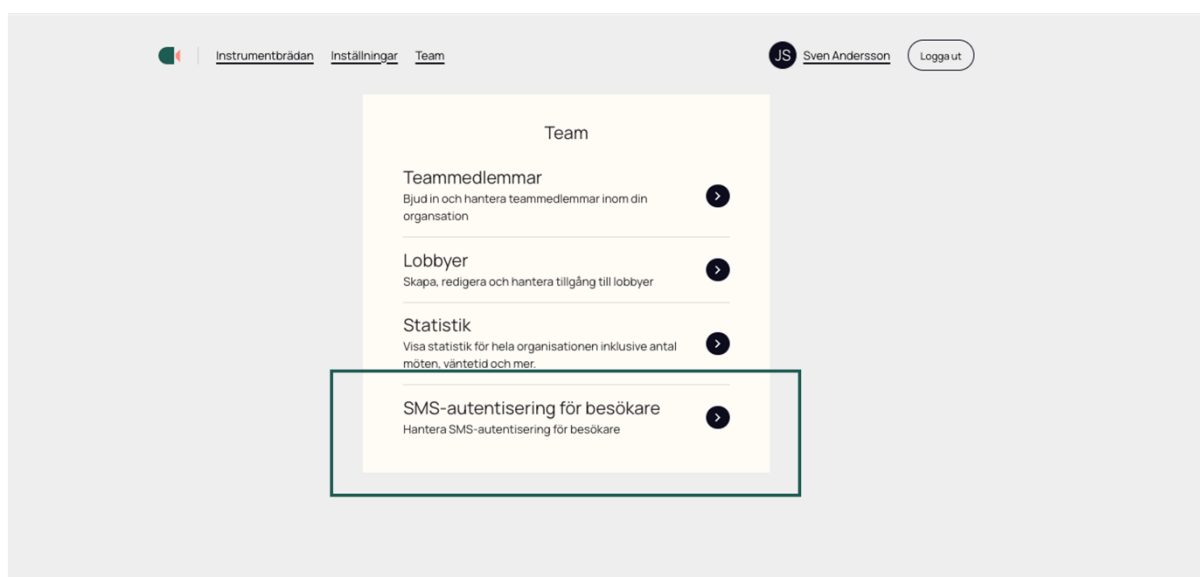 Instrumentbrädan Inställningar Team JS Sven Andersson Logga ut
Team
Teammedlemmar
Bjud in och hantera teammedlemmar inom din
organsation
Lobbyer
Skapa, redigera och hantera tillgång till lobbyer
Statistik
Visa statistik för hela organisationen inklusive antal
möten, väntetid och mer.
SMS-autentisering för besökare
Hantera SMS-autentisering för besökare